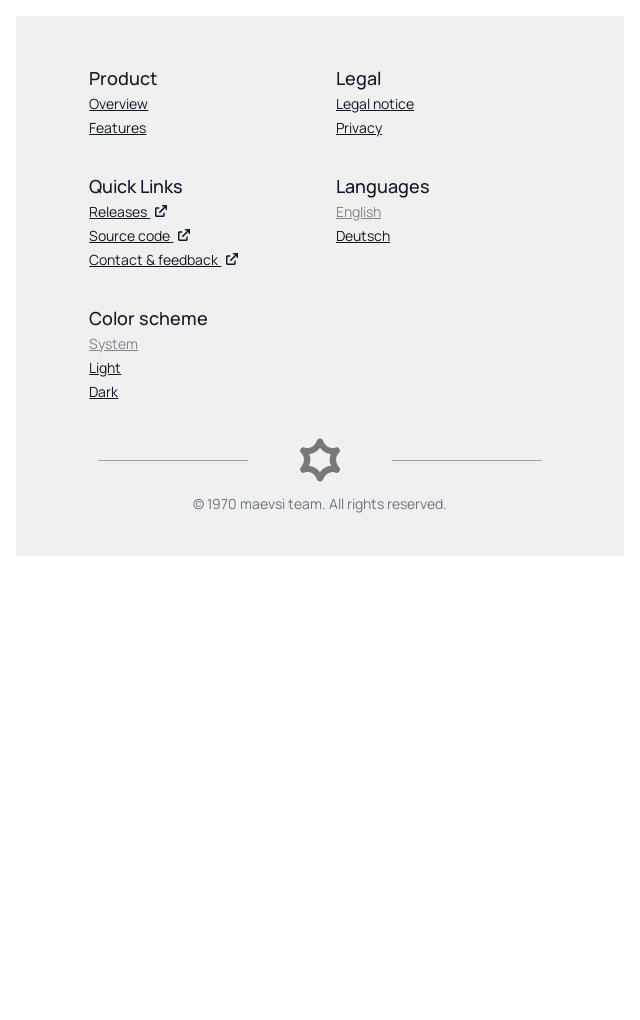 Product
Overview
Features
Legal
Legal notice
Privacy
Quick Links
Releases
Source code
Contact & feedback
Languages
English
Deutsch
Color scheme
System
Light
Dark
© 1970 maevsi team. All rights reserved.